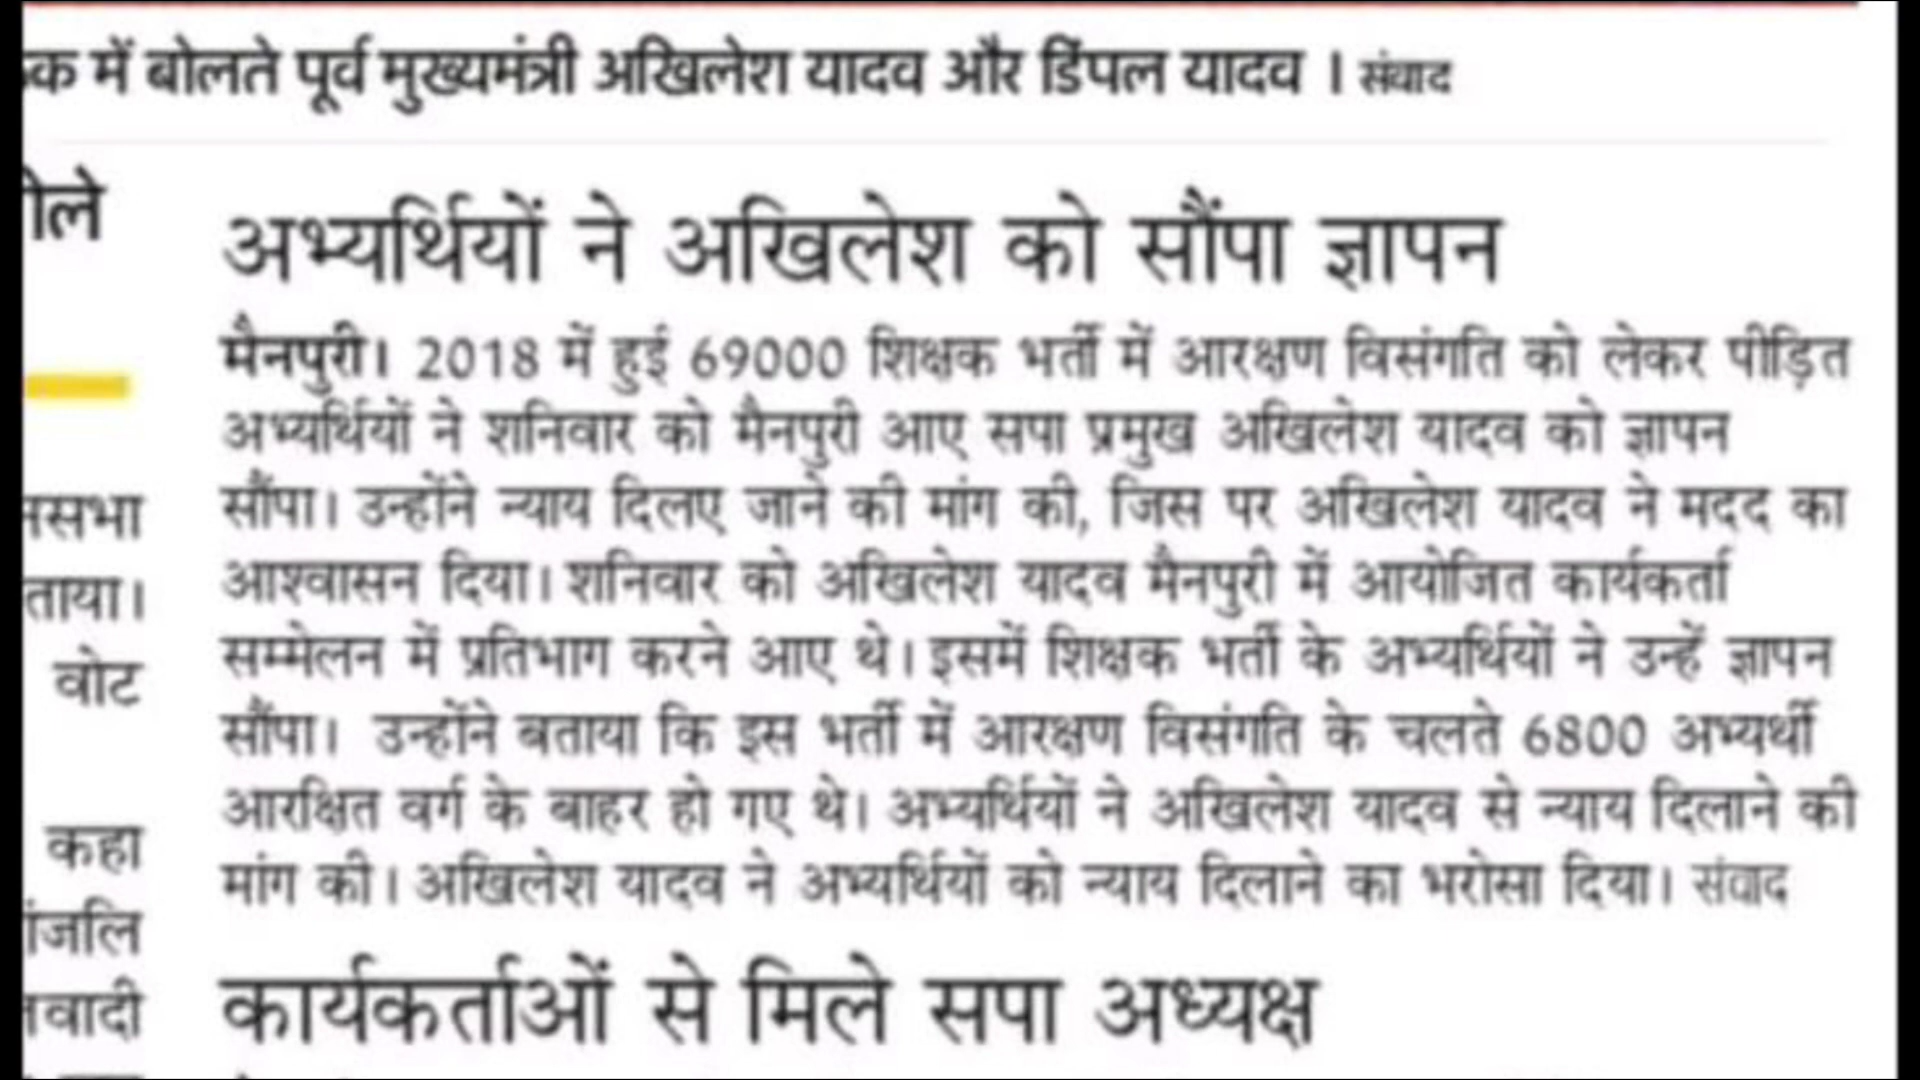 में बोलते पूर्व मुख्यमंत्री अखिलेश यादव और डिंपल यादव । संवाद
अभ्यर्थियों ने अखिलेश को सौंपा ज्ञापन
मैनपुरी। 2018 में हुई 69000 शिक्षक भर्ती में आरक्षण विसंगति को लेकर पीड़ित
अभ्यर्थियों ने शनिवार को मैनपुरी आए सपा प्रमुख अखिलेश यादव को ज्ञापन
सौंपा। उन्होंने न्याय दिलए जाने की मांग की, जिस पर अखिलेश यादव ने मदद का
आश्वासन दिया। शनिवार को अखिलेश यादव मैनपुरी में आयोजित कार्यकर्ता
सम्मेलन में प्रतिभाग करने आए थे। इसमें शिक्षक भर्ती के अभ्यर्थियों ने उन्हें ज्ञापन
सौंपा। उन्होंने बताया कि इस भर्ती में आरक्षण विसंगति के चलते 6800 अभ्यर्थी
आरक्षित वर्ग के बाहर हो गए थे। अभ्यर्थियों ने अखिलेश यादव से न्याय दिलाने की
मांग की। अखिलेश यादव ने अभ्यर्थियों को न्याय दिलाने का भरोसा दिया। संवाद
कार्यकर्ताओं से मिले सपा अध्यक्ष
वोट
कहा